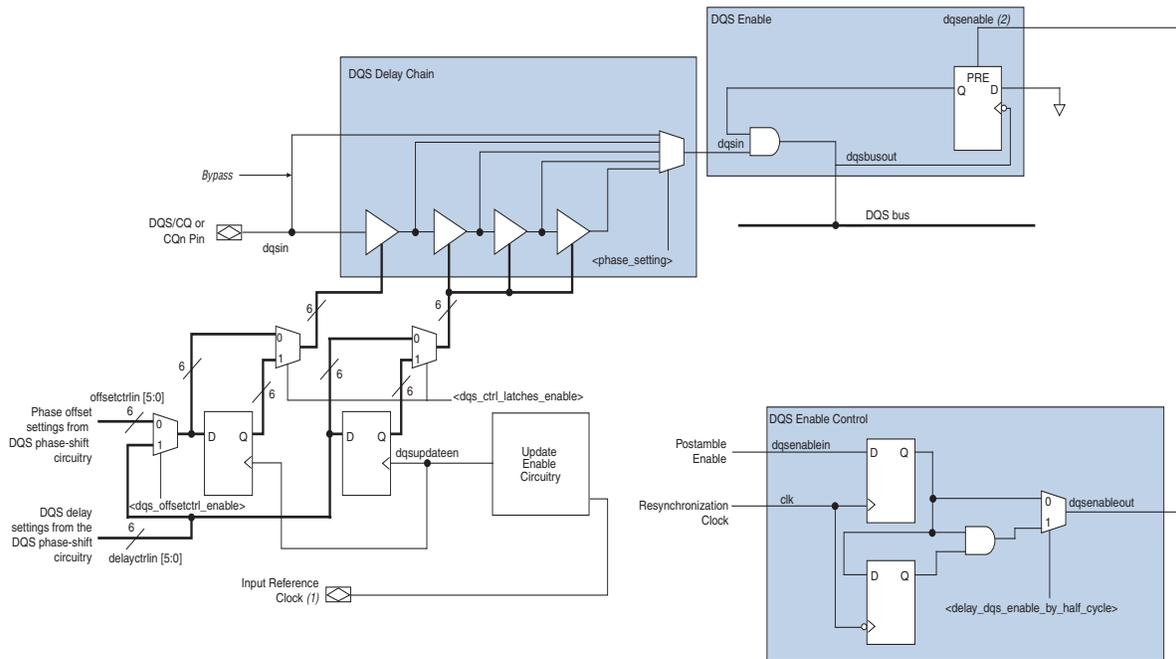 DQS Enable
dqsenable (2)
PRE
Q
D
DQS Delay Chain
dqsin
dqsbusout
Bypass
DQS bus
DQS/CQ or
CQn Pin
dqsin
<phase_setting>
6
6
0
1
0
1
6
6
6
6
<dqs_ctrl_latches_enable>
offsetctrlin [5:0]
Phase offset
settings from
DQS phase-shift
circuitry
6
0
1
D
Q
D
Q
dqsupdateen
Update
Enable
Circuitry
<dqs_offsetctrl_enable>
DQS delay
settings from the
DQS phase-shift
circuitry
6
delayctrlin [5:0]
Input Reference
Clock (1)
DQS Enable Control
Postamble
Enable
dqsenablein
D
Q
Resynchronization
Clock
clk
0
1
dqsenableout
D
Q
<delay_dqs_enable_by_half_cycle>